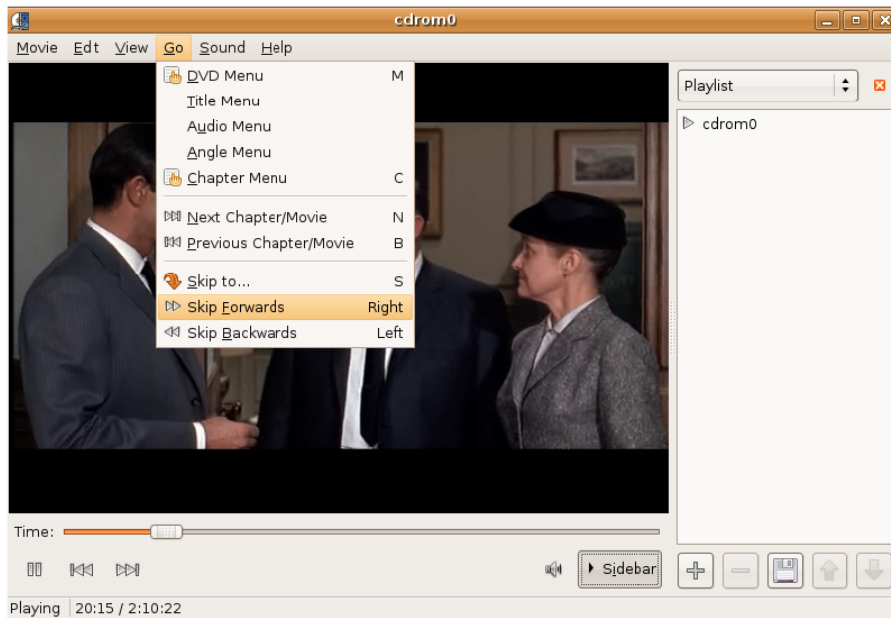 cdrom0
Movie Edt View Go Sound Help
DVD Menu M
Title Menu
Audio Menu
Angle Menu
Chapter Menu C
Next Chapter/Movie N
Previous Chapter/Movie B
Skip to... S
Skip Forwards Right
Skip Backwards Left
Playlist
cdrom0
Time:
Sidebar
Playing 20:15 / 2:10:22